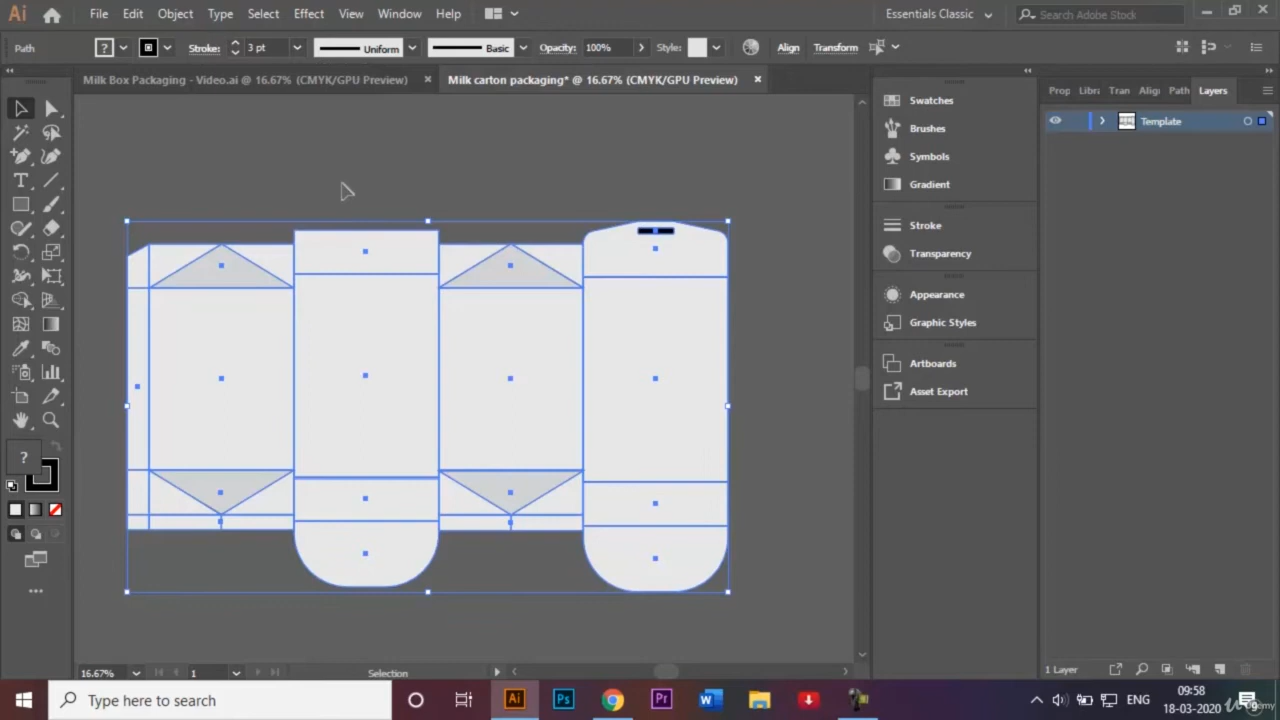 Ai File Edit Object Type Select Effect View Window Help Essentials Classic Search Adobe Stock
Path ? Stroke: 3 pt Uniform Basic Opacity: 100% Style: Align Transform
Milk Box Packaging - Video.ai @ 16.67% (CMYK/GPU Preview) × Milk carton packaging* @ 16.67% (CMYK/GPU Preview) ×
Prop Libra Tran Align Path Layers
Swatches
Template
Brushes
Symbols
Gradient
Stroke
Transparency
Appearance
Graphic Styles
Artboards
Asset Export
?
16.67% 1 Selection 1 Layer
Type here to search Ai Ps Pr W ENG 09:58
18-03-2020